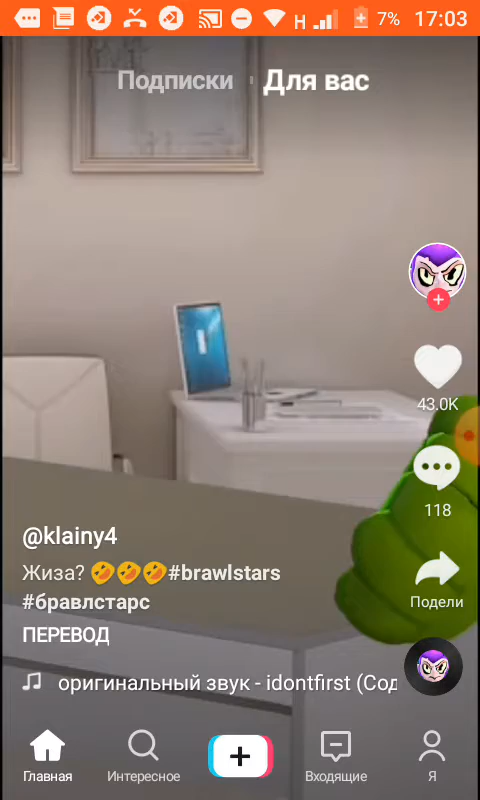 H 7% 17:03
Подписки Для вас
43.0K
118
@klainy4
Жиза? 🤣🤣🤣#brawlstars
#бравлстарс
Подели
ПЕРЕВОД
оригинальный звук - idontfirst (Сод
Главная Интересное Входящие Я